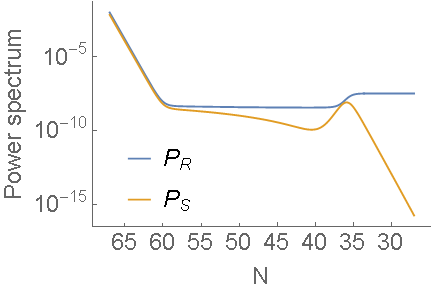 Power spectrum
10^{-5}
10^{-10}
10^{-15}
P_R
P_S
65 60 55 50 45 40 35 30
N